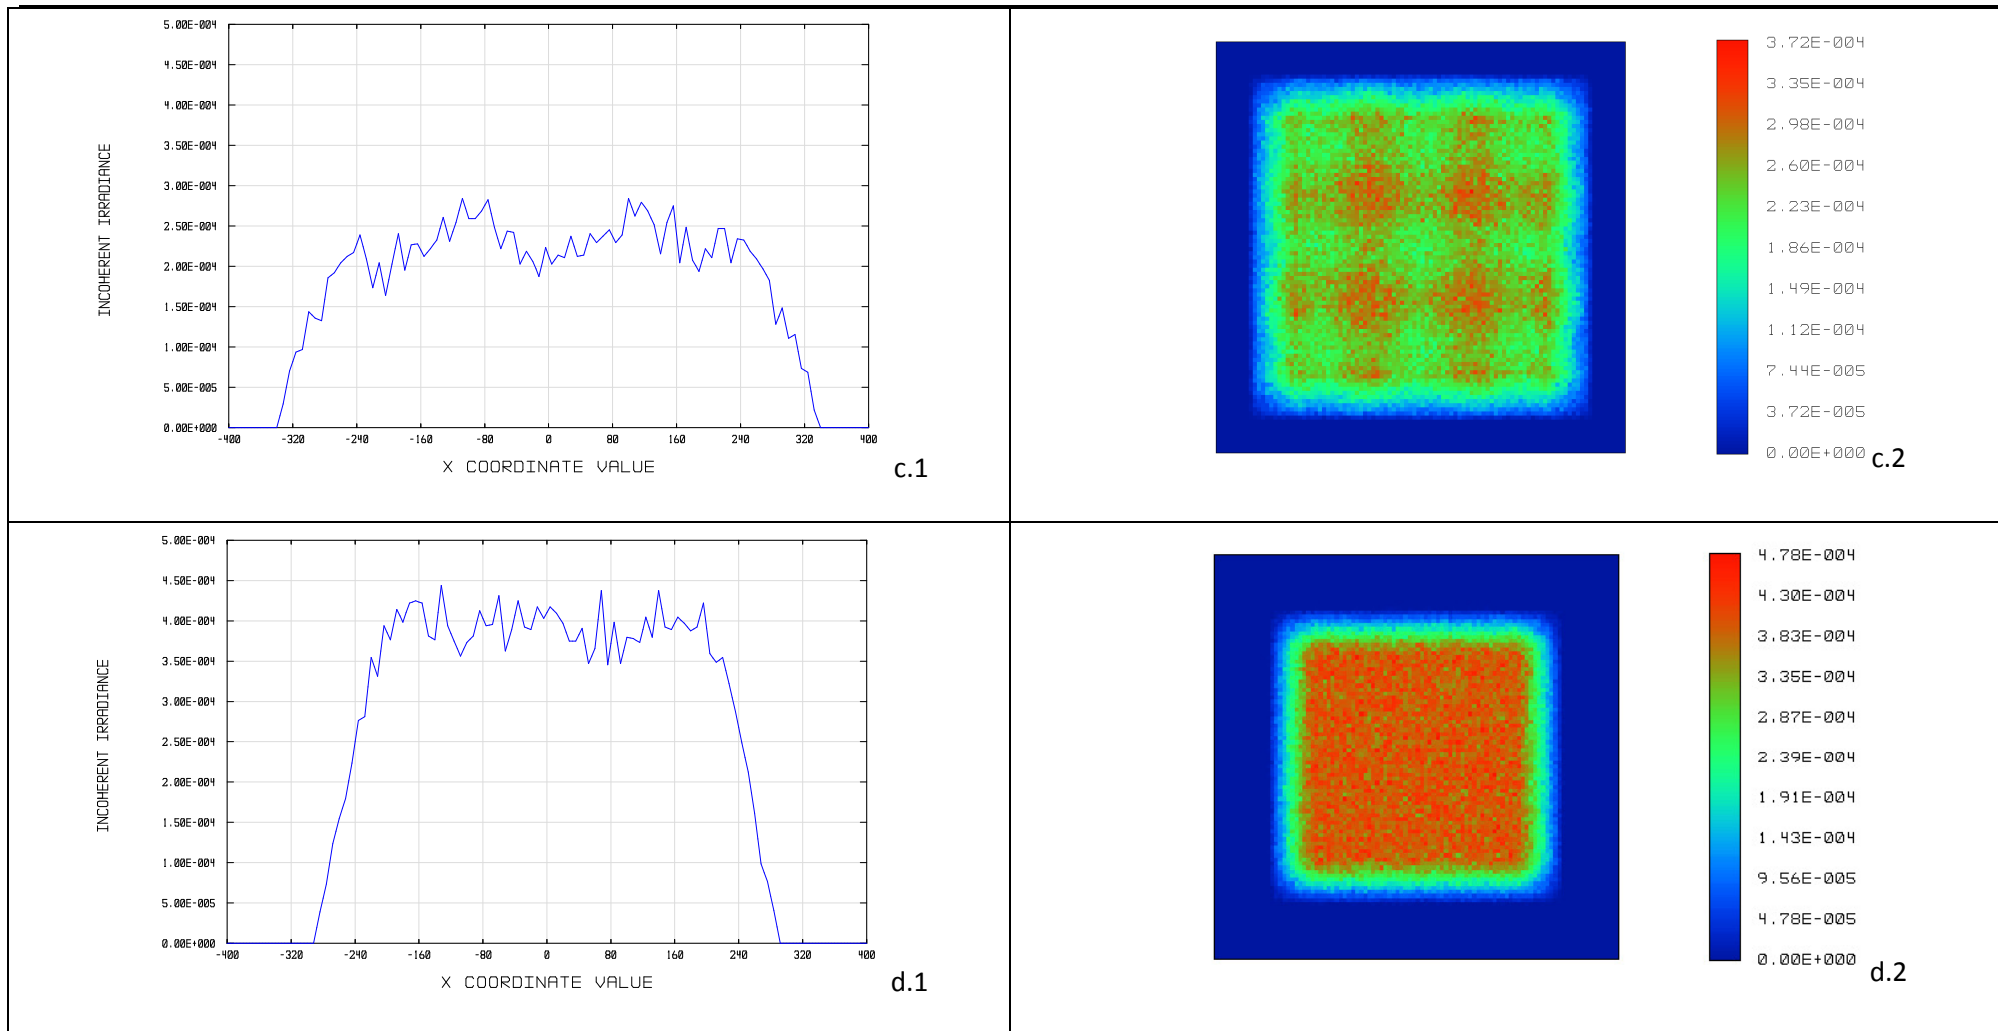 5.00E-004
4.50E-004
4.00E-004
3.50E-004
3.00E-004
2.50E-004
2.00E-004
1.50E-004
1.00E-004
5.00E-005
0.00E+000
INCOHERENT IRRADIANCE
-400 -320 -240 -160 -80 0 80 160 240 320 400
X COORDINATE VALUE
c.1
3.72E-004
3.35E-004
2.98E-004
2.60E-004
2.23E-004
1.86E-004
1.49E-004
1.12E-004
7.44E-005
3.72E-005
0.00E+000
c.2
5.00E-004
4.50E-004
4.00E-004
3.50E-004
3.00E-004
2.50E-004
2.00E-004
1.50E-004
1.00E-004
5.00E-005
0.00E+000
INCOHERENT IRRADIANCE
-400 -320 -240 -160 -80 0 80 160 240 320 400
X COORDINATE VALUE
d.1
4.78E-004
4.30E-004
3.83E-004
3.35E-004
2.87E-004
2.39E-004
1.91E-004
1.43E-004
9.56E-005
4.78E-005
0.00E+000
d.2